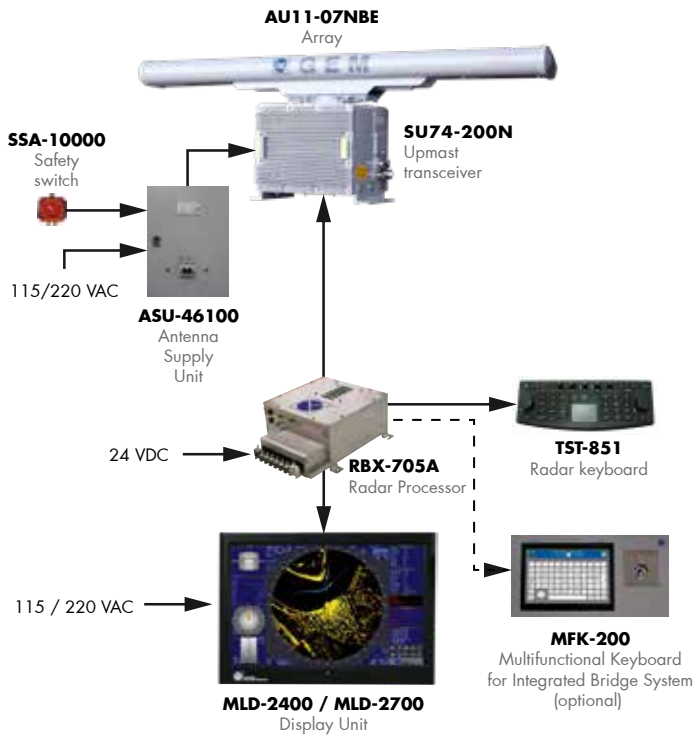 AU11-07NBE
Array
GEM
SU74-200N
Upmast
transceiver
SSA-10000
Safety
switch
115/220 VAC
ASU-46100
Antenna
Supply
Unit
24 VDC
RBX-705A
Radar Processor
TST-851
Radar keyboard
115 / 220 VAC
MLD-2400 / MLD-2700
Display Unit
MFK-200
Multifunctional Keyboard
for Integrated Bridge System
(optional)